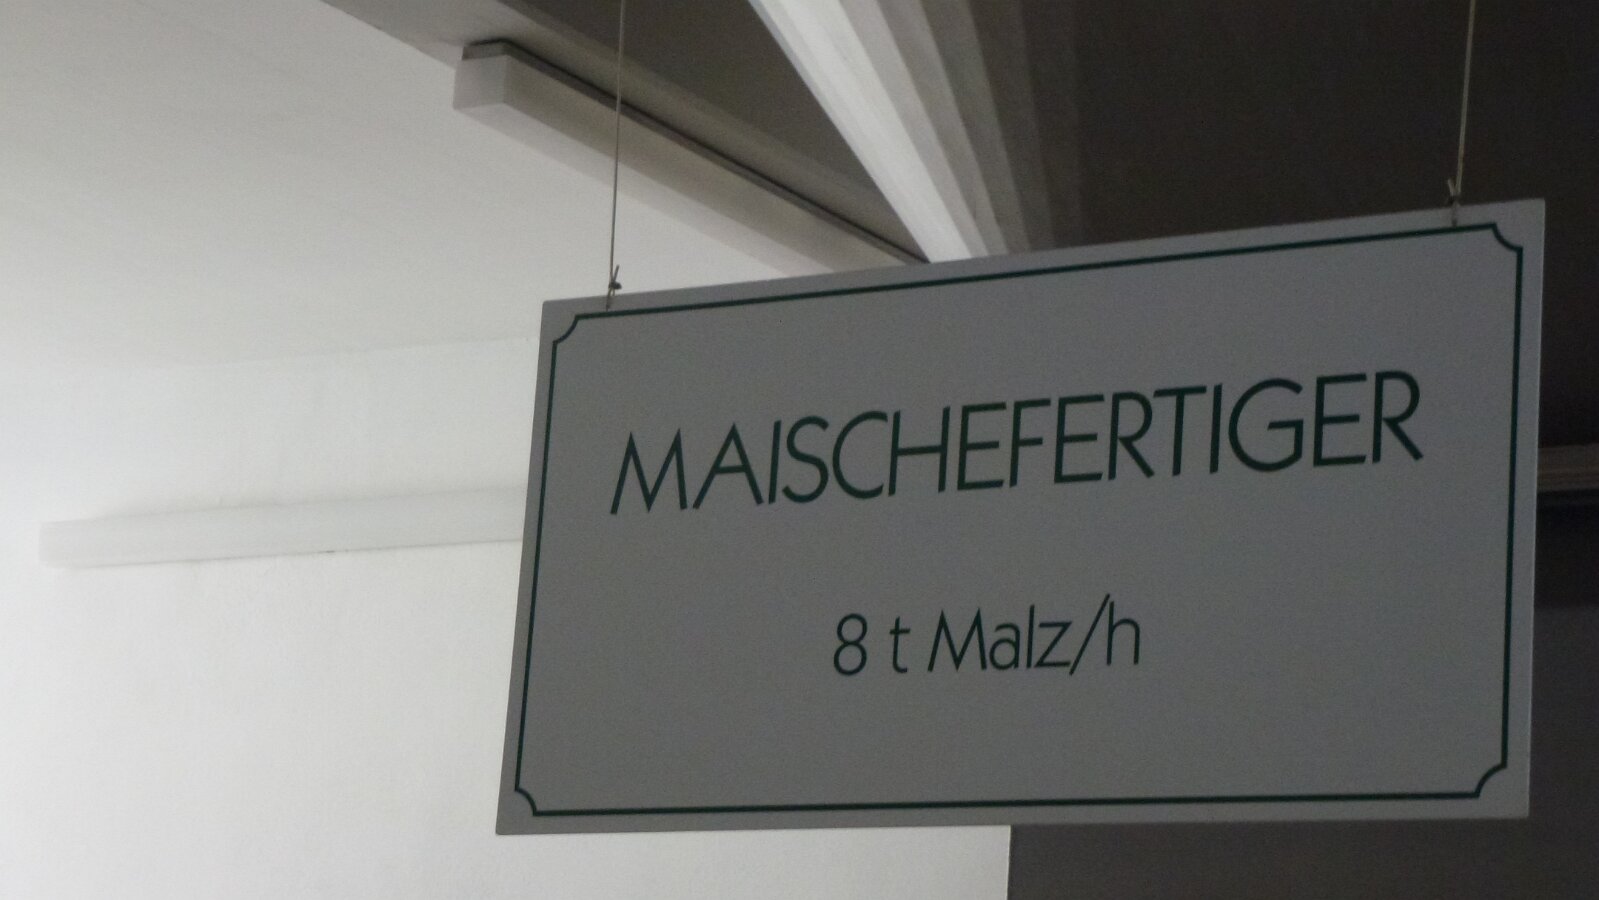 MAISCHEFERTIGER
8 t Malz/h